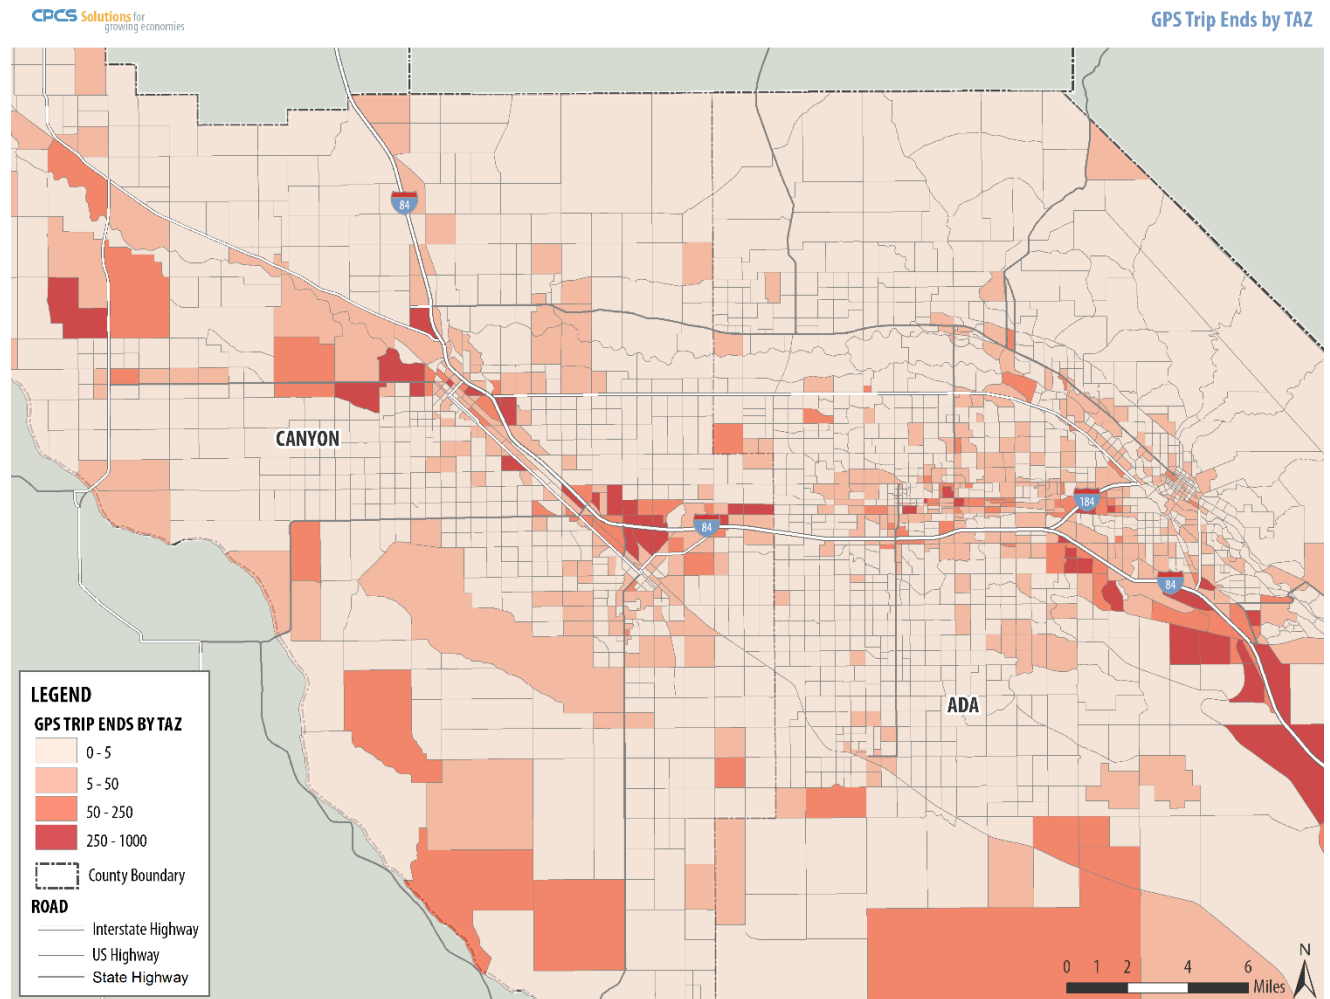 CPCS Solutions for
growing economies
GPS Trip Ends by TAZ
84
CANYON
184
84
84
ADA
LEGEND
GPS TRIP ENDS BY TAZ
0 - 5
5 - 50
50 - 250
250 - 1000
County Boundary
ROAD
Interstate Highway
US Highway
State Highway
N
0 1 2 4 6
Miles